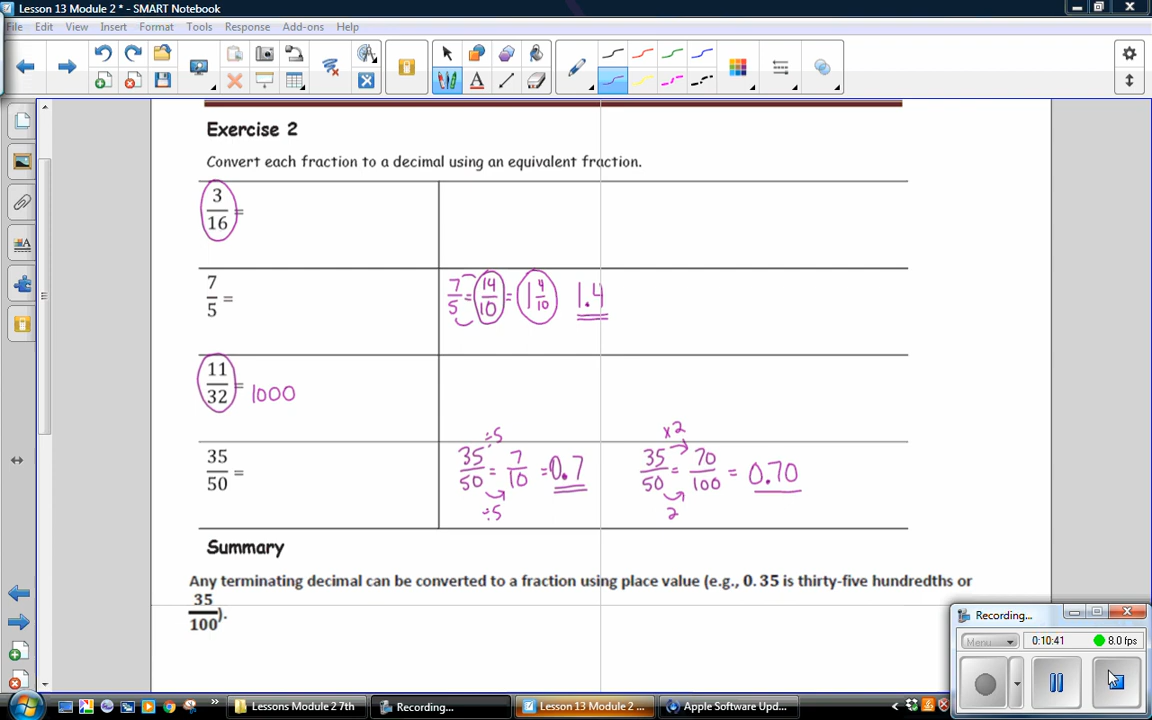 Lesson 13 Module 2 * - SMART Notebook
File Edit View Insert Format Tools Add-ons Response Help
Exercise 2
Convert each fraction to a decimal using an equivalent fraction.
3/16 =
7/5 =
7/5 = 14/10 = 1 4/10 1.4
11/32 = 1000
35/50 =
÷5
35/50 = 7/10 = 0.7
÷5
x2
35/50 = 70/100 = 0.70
2
Summary
Any terminating decimal can be converted to a fraction using place value (e.g., 0.35 is thirty-five hundredths or
35/100).
Recording...
Menu
0:10:41
8.0 fps
Lessons Module 2 7th
Recording...
Lesson 13 Module 2 ...
Apple Software Upd...